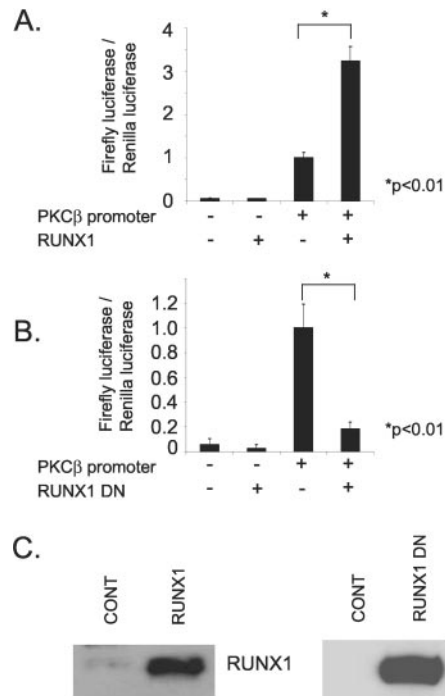 A.
Firefly luciferase /
Renilla luciferase
4
3
2
1
0
*
*p<0.01
PKCβ promoter - - + +
RUNX1 - + - +
B.
Firefly luciferase /
Renilla luciferase
1.2
1.0
0.8
0.6
0.4
0.2
0
*
*p<0.01
PKCβ promoter - - + +
RUNX1 DN - + - +
C.
CONT
RUNX1
CONT
RUNX1 DN
RUNX1